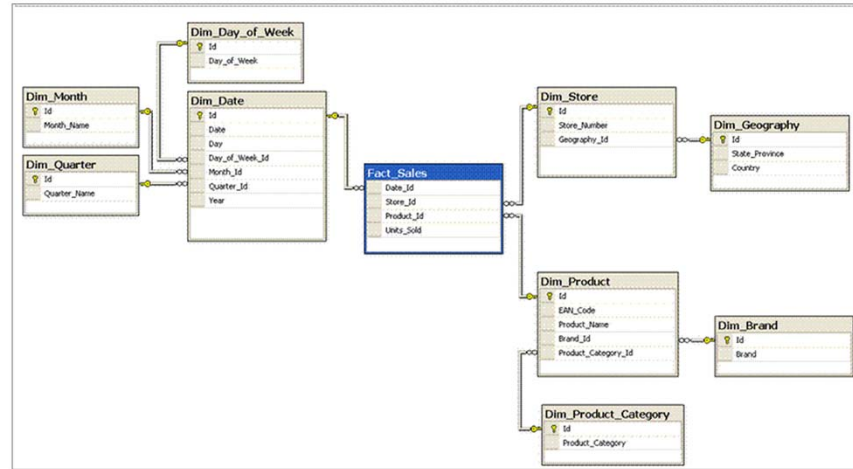 Dim_Day_of_Week
Id
Day_of_Week
Dim_Month
Id
Month_Name
Dim_Quarter
Id
Quarter_Name
Dim_Date
Id
Date
Day
Day_of_Week_Id
Month_Id
Quarter_Id
Year
Fact_Sales
Date_Id
Store_Id
Product_Id
Units_Sold
Dim_Store
Id
Store_Number
Geography_Id
Dim_Geography
Id
State_Province
Country
Dim_Product
Id
EAN_Code
Product_Name
Brand_Id
Product_Category_Id
Dim_Brand
Id
Brand
Dim_Product_Category
Id
Product_Category